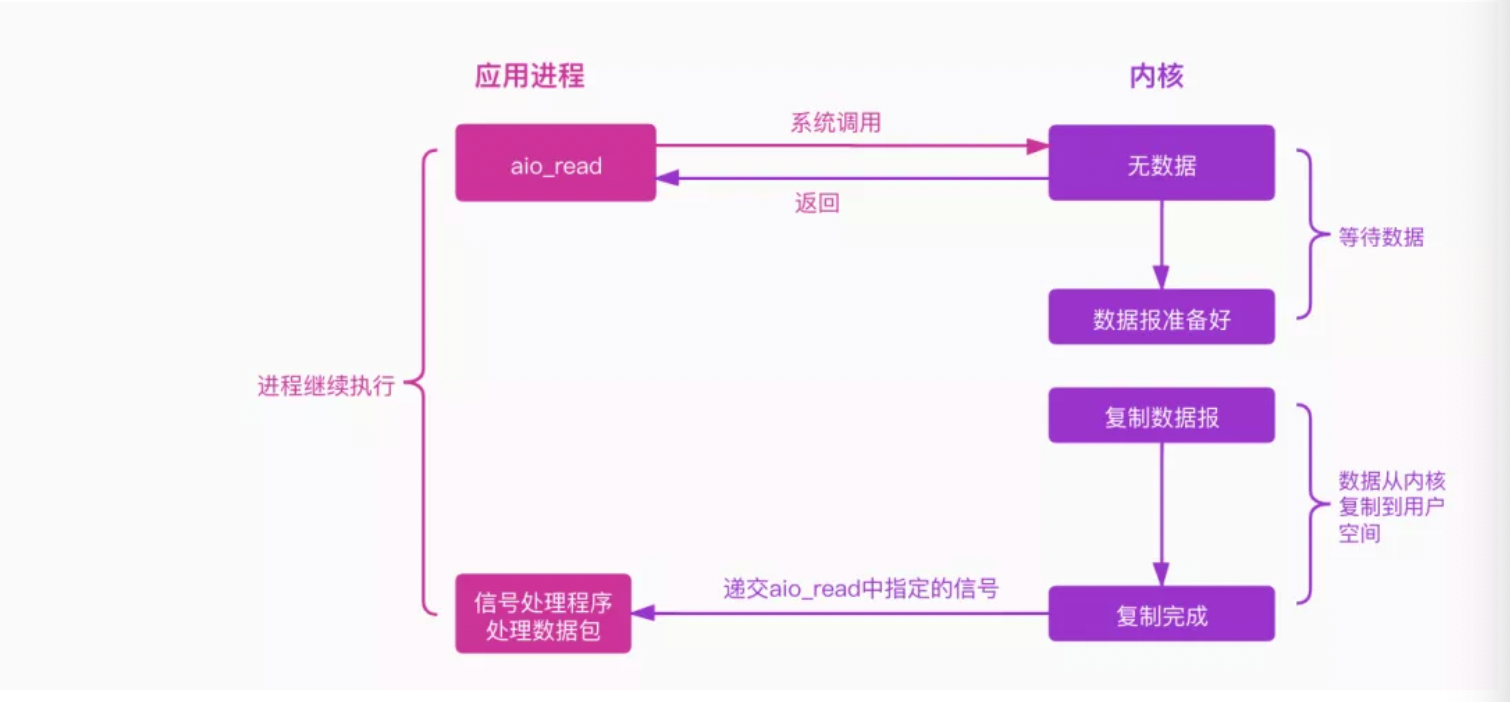 应用进程
内核
系统调用
aio_read
无数据
返回
等待数据
数据报准备好
进程继续执行
复制数据报
数据从内核
复制到用户
空间
递交aio_read中指定的信号
信号处理程序
处理数据包
复制完成